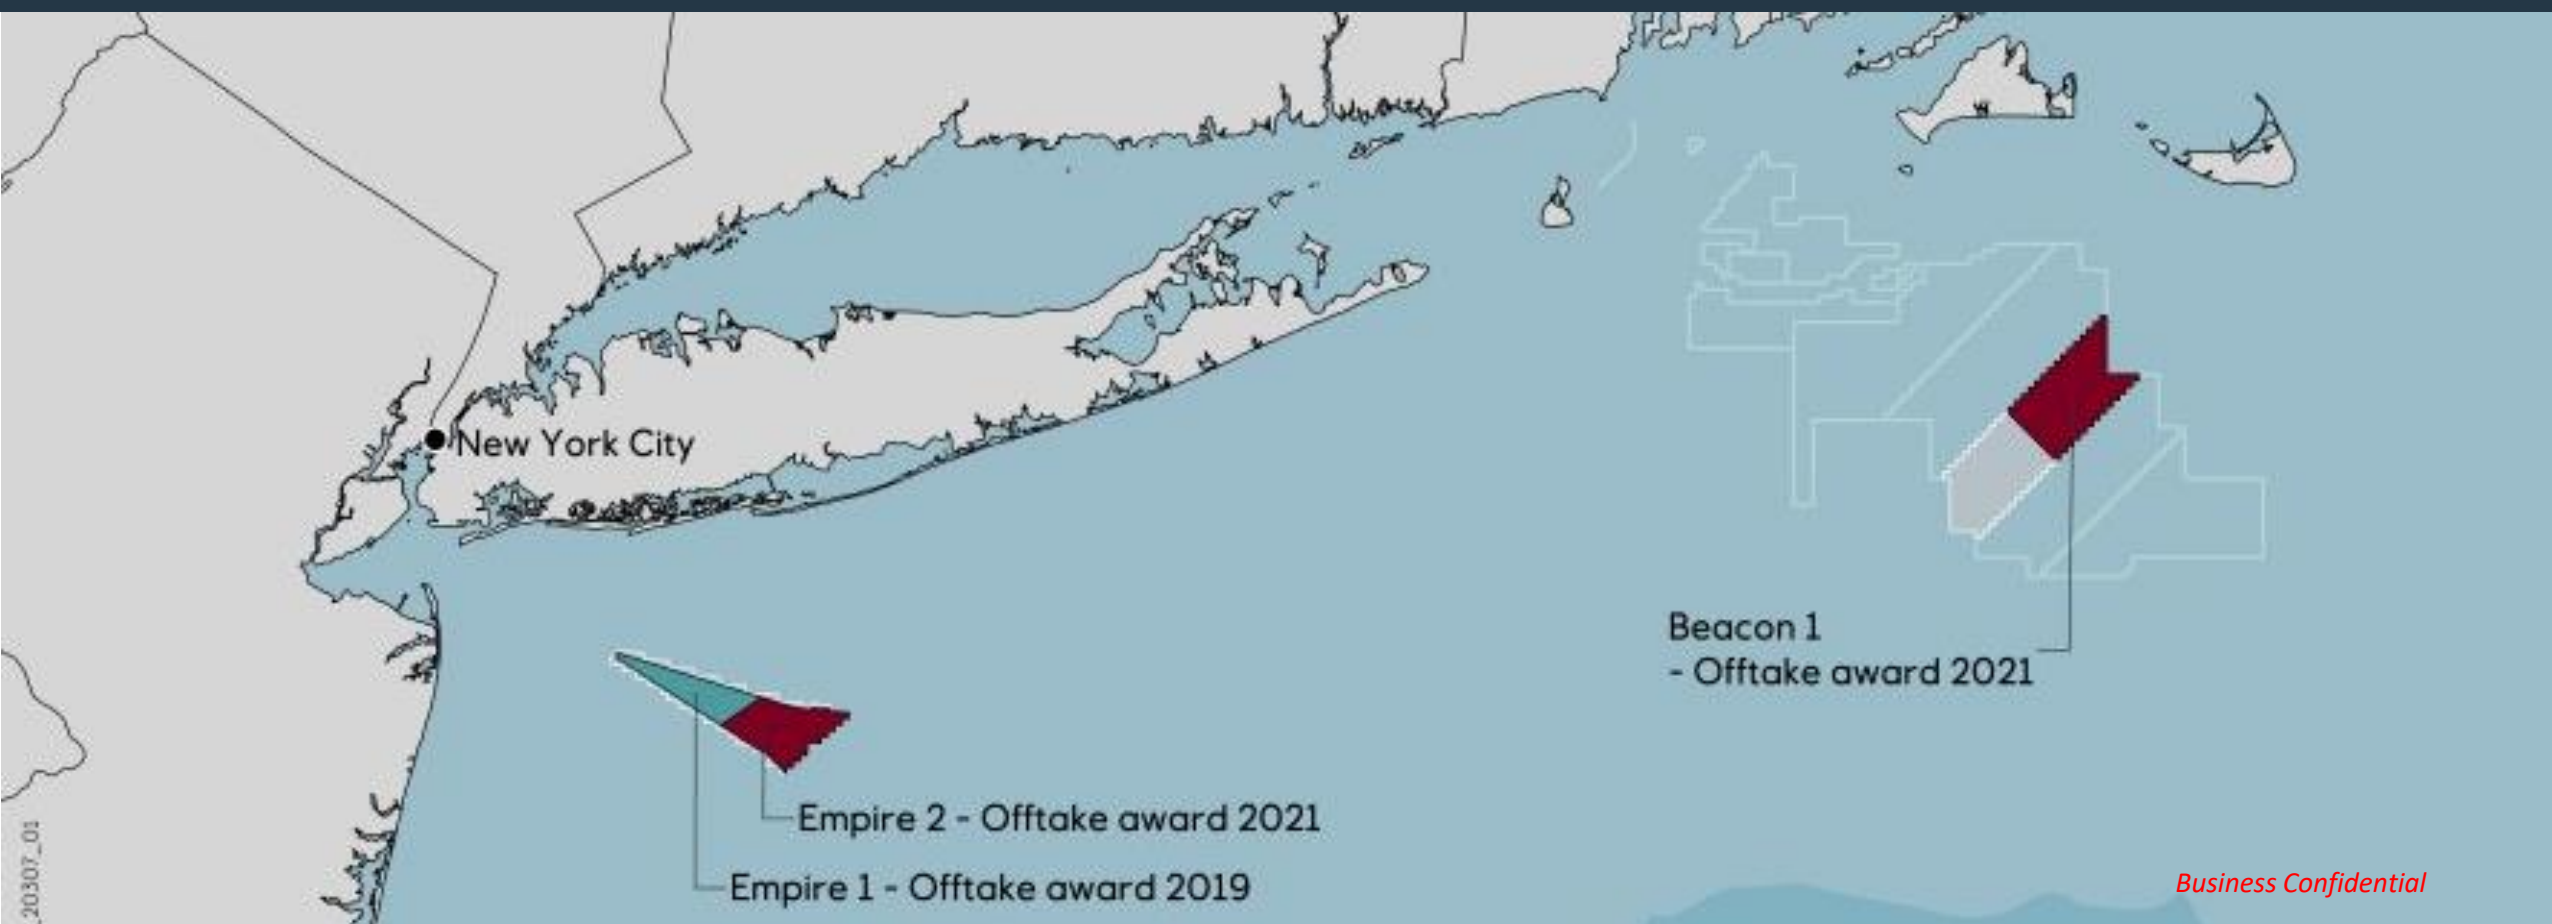 New York City
Beacon 1
- Offtake award 2021
Empire 2 - Offtake award 2021
Empire 1 - Offtake award 2019
Business Confidential
_20307_01